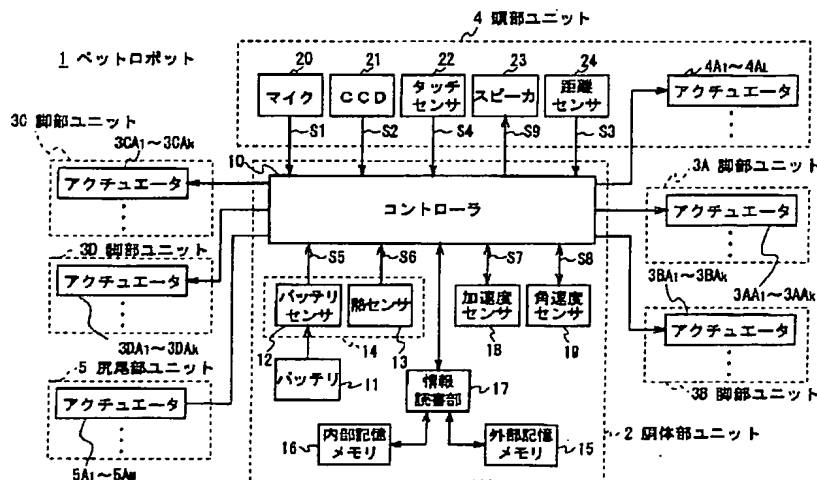 4 頭部ユニット
1 ペットロボット
20
21
22
23
24
マイク
CCD
タッチ
センサ
スピーカ
距離
センサ
4A1～4AL
アクチュエータ
S1
S2
S4
S9
S3
3C 脚部ユニット
3CA1～3CAk
アクチュエータ
10
コントローラ
3A 脚部ユニット
アクチュエータ
3AA1～3AAk
3D 脚部ユニット
アクチュエータ
3DA1～3DAk
S5
S6
S7
S8
バッテリ
センサ
熱センサ
加速度
センサ
角速度
センサ
12
13
14
18
19
3BA1～3BAk
アクチュエータ
3B 脚部ユニット
5 尻尾部ユニット
アクチュエータ
5A1～5AM
バッテリ
11
情報
読書部
17
16
内部記憶
メモリ
外部記憶
メモリ
15
2 胴体部ユニット